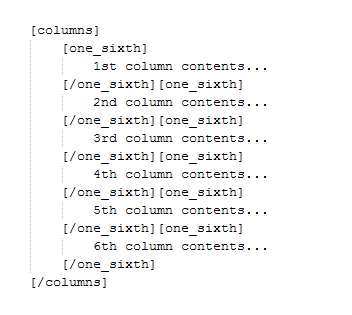 [columns]
[one_sixth]
1st column contents...
[/one_sixth][one_sixth]
2nd column contents...
[/one_sixth][one_sixth]
3rd column contents...
[/one_sixth][one_sixth]
4th column contents...
[/one_sixth][one_sixth]
5th column contents...
[/one_sixth][one_sixth]
6th column contents...
[/one_sixth]
[/columns]